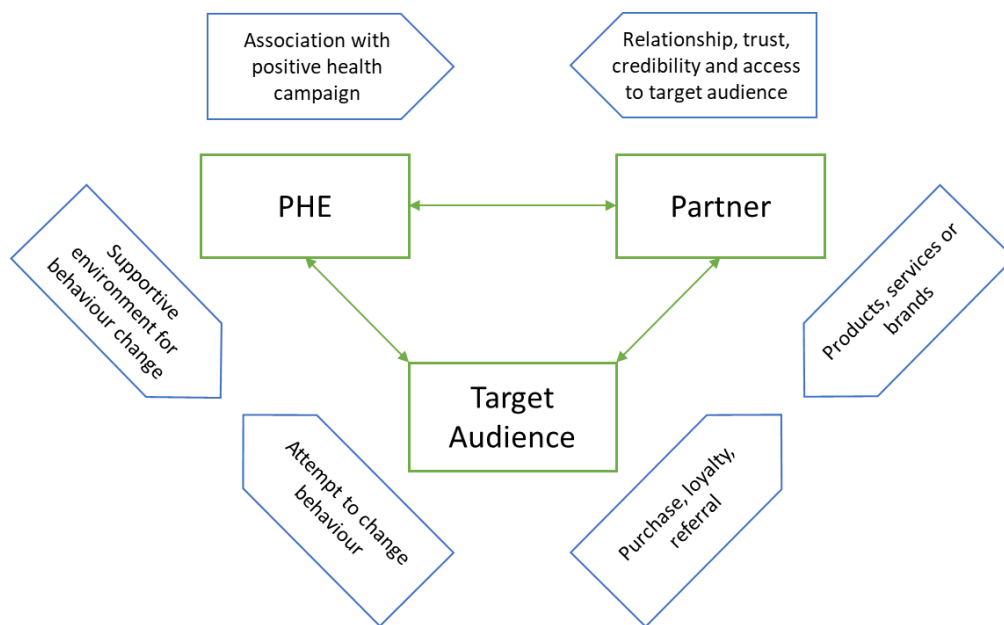 Association with
positive health
campaign
Relationship, trust,
credibility and access
to target audience
PHE
Partner
Supportive
environment for
behaviour change
Products, services or
brands
Target
Audience
Attempt to change
behaviour
Purchase, loyalty,
referral